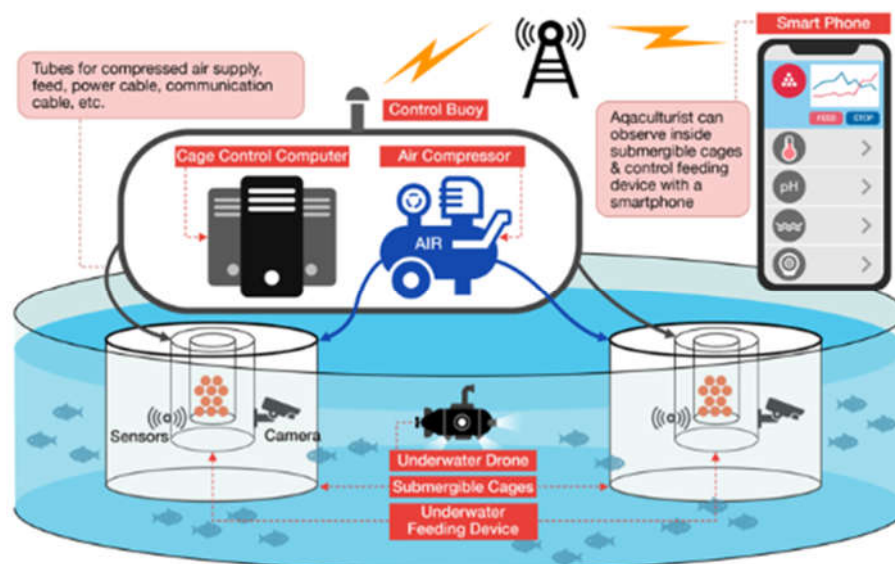 Smart Phone
Tubes for compressed air supply,
feed, power cable, communication
cable, etc.
Control Buoy
Cage Control Computer
Air Compressor
AIR
Aqaculturist can
observe inside
submergible cages
& control feeding
device with a
smartphone
FEED
STOP
pH
Sensors
Camera
Underwater Drone
Submergible Cages
Underwater
Feeding Device